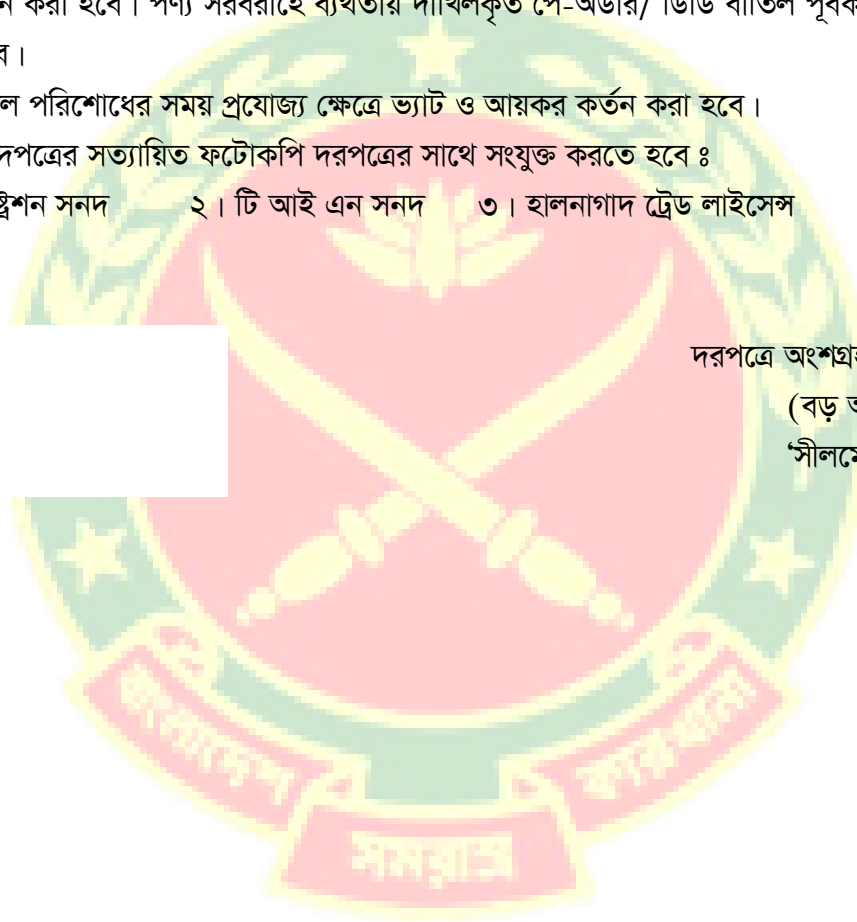 ন করা হবে। পণ্য সরবরাহে ব্যর্থতায় দাখিলকৃত পে-অর্ডার/ ডিডি বাতিল পূর্বক
ব।
ল পরিশোধের সময় প্রযোজ্য ক্ষেত্রে ভ্যাট ও আয়কর কর্তন করা হবে।
দপত্রের সত্যায়িত ফটোকপি দরপত্রের সাথে সংযুক্ত করতে হবে ঃ
ষ্ট্রেশন সনদ ২। টি আই এন সনদ ৩। হালনাগাদ ট্রেড লাইসেন্স
দরপত্রে অংশগ্রহ
(বড় অ
‘সীলমো
বাংলাদেশ সমরাস্ত্র কারখানা